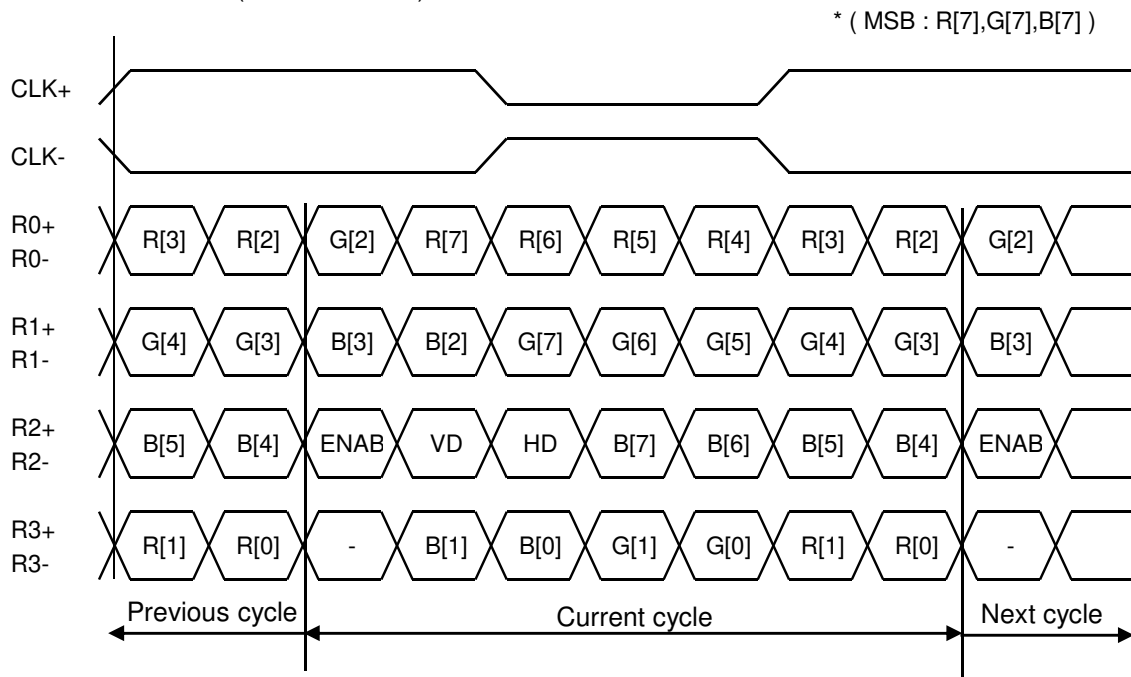 * ( MSB : R[7],G[7],B[7] )
CLK+
CLK-
R0+
R0-
R[3] R[2] G[2] R[7] R[6] R[5] R[4] R[3] R[2] G[2]
R1+
R1-
G[4] G[3] B[3] B[2] G[7] G[6] G[5] G[4] G[3] B[3]
R2+
R2-
B[5] B[4] ENAB VD HD B[7] B[6] B[5] B[4] ENAB
R3+
R3-
R[1] R[0] - B[1] B[0] G[1] G[0] R[1] R[0] -
Previous cycle Current cycle Next cycle